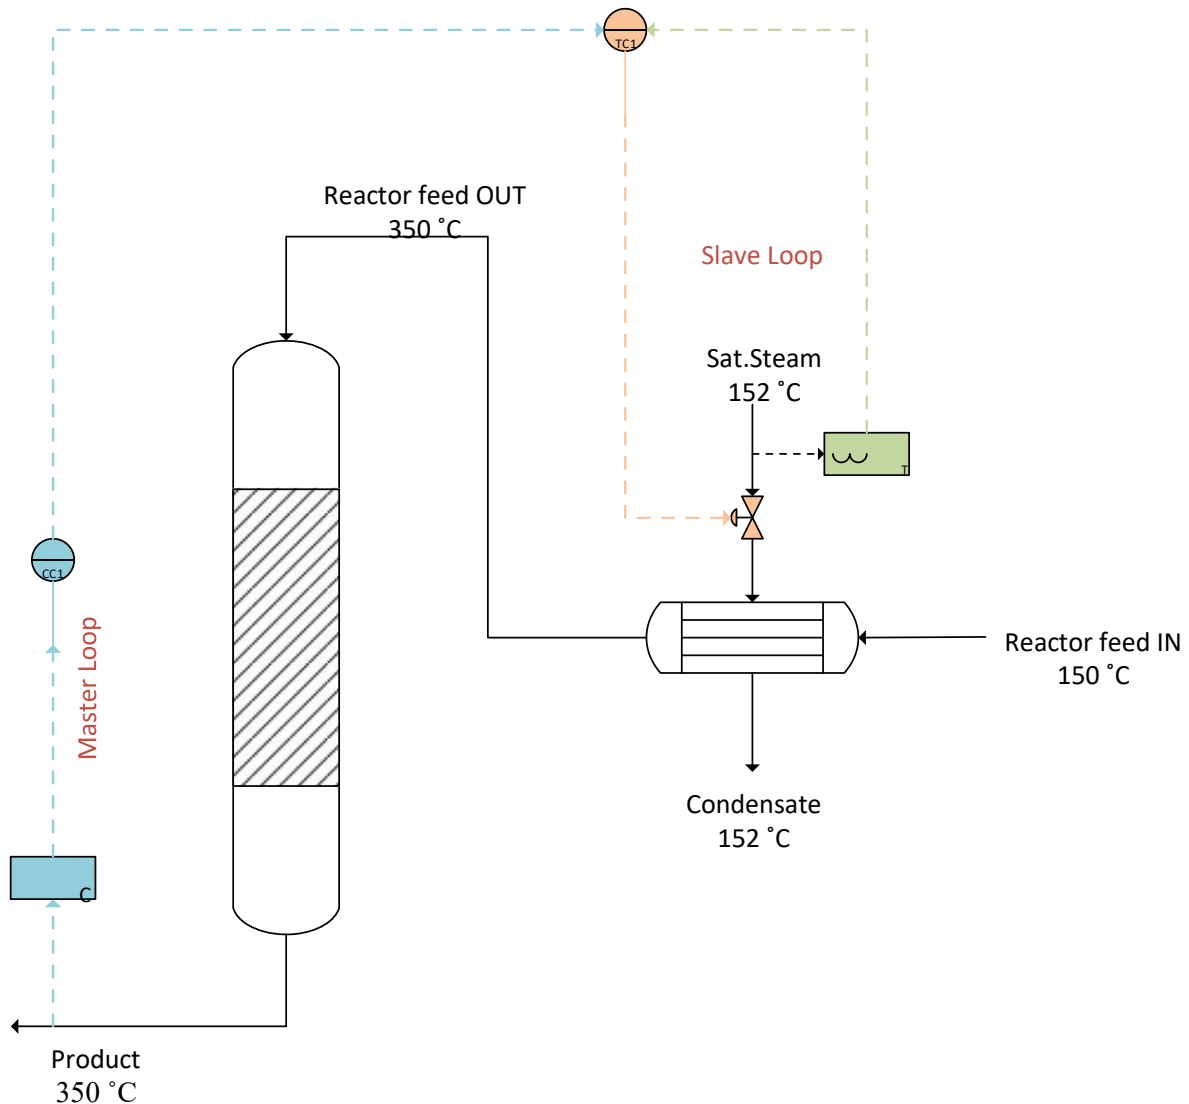 TC1
Reactor feed OUT
350 ˚C
Slave Loop
Sat.Steam
152 ˚C
T
CC1
Master Loop
Reactor feed IN
150 ˚C
Condensate
152 ˚C
C
Product
350 ˚C